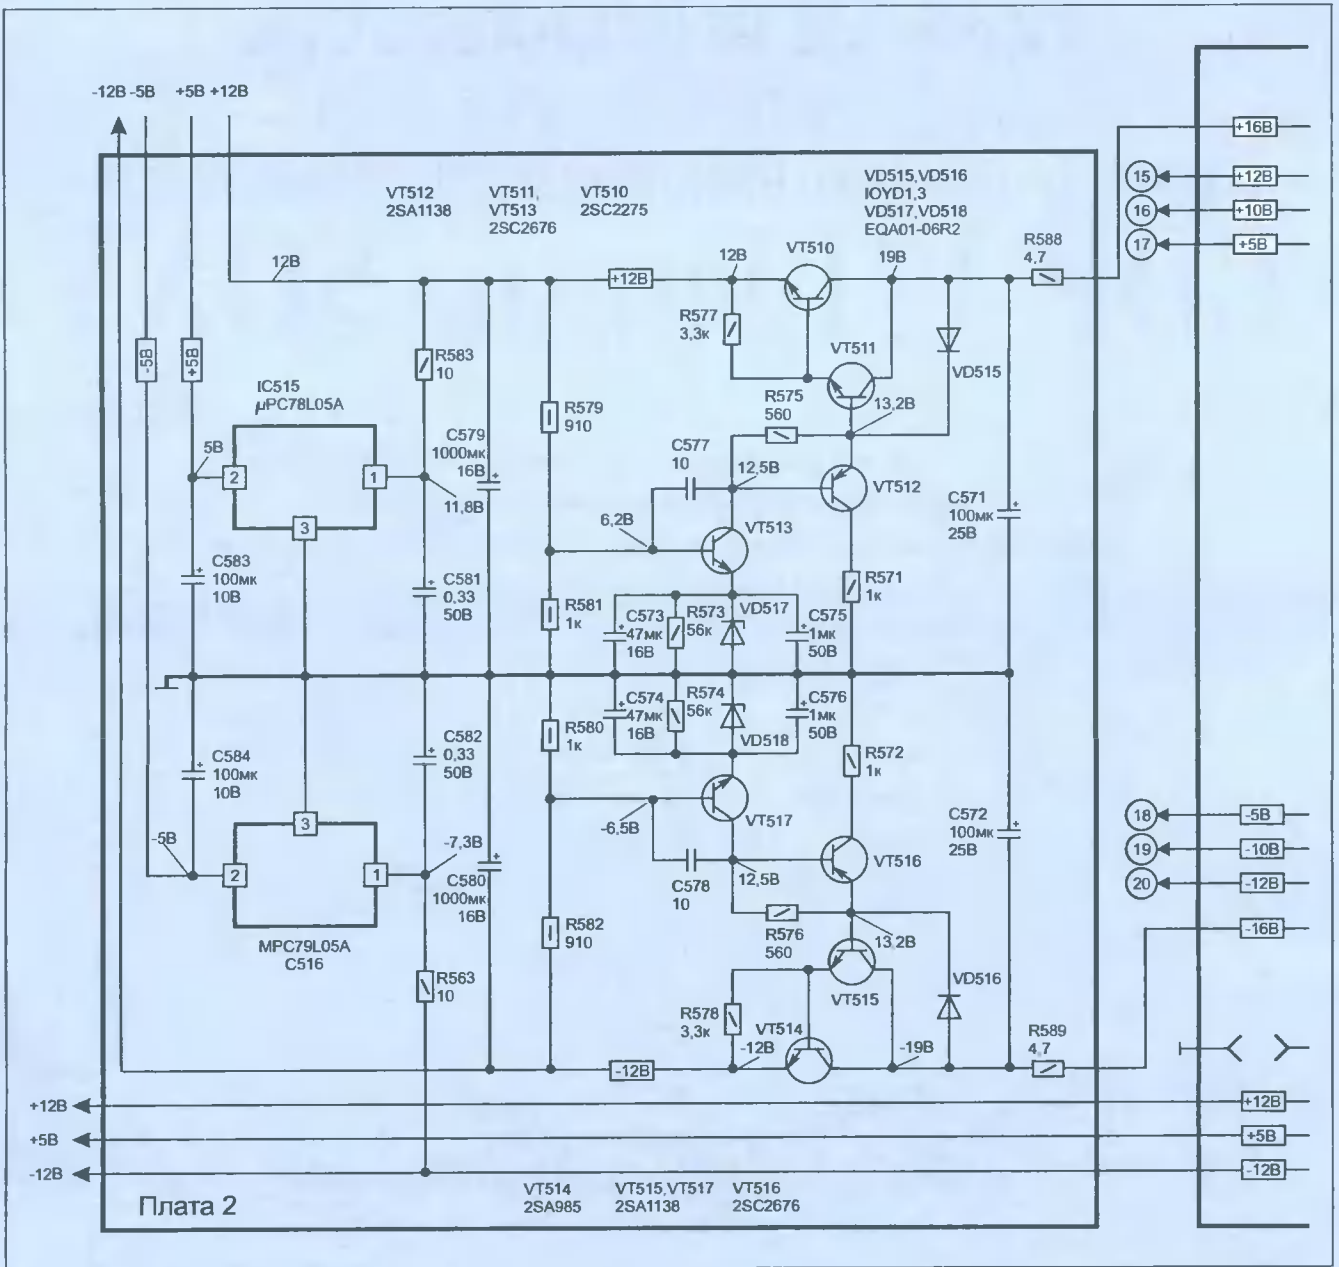 -12В -5В +5В +12В
+16В
15 +12В
16 +10В
17 +5В
VT512
2SA1138
VT511,
VT513
2SC2676
VT510
2SC2275
VD515,VD516
IOYD1,3
VD517,VD518
EQA01-06R2
12В
+12В
12В
VT510
19В
R588
4,7
R577
3,3к
VT511
VD515
-5В
+5В
R583
10
IC515
µPC78L05A
R579
910
R575
560
13,2В
C579
1000мк
16В
C577
10
12,5В
VT512
5В
2
1
3
11,8В
C571
100мк
25В
6,2В
VT513
C583
100мк
10В
C581
0,33
50В
R581
1к
C573
47мк
16В
R573
56к
VD517
C575
1мк
50В
R571
1к
C574
47мк
16В
R574
56к
VD518
C576
1мк
50В
R580
1к
R572
1к
C584
100мк
10В
C582
0,33
50В
-6,5В
VT517
C572
100мк
25В
18 -5В
19 -10В
20 -12В
-16В
-5В
3
2
1
-7,3В
C580
1000мк
16В
C578
10
12,5В
VT516
MPC79L05A
C516
R582
910
R576
560
13,2В
R563
10
VT515
VD516
R578
3,3к
VT514
-12В
-12В
-19В
R589
4,7
+12В
+12В
+5В
+5В
-12В
-12В
Плата 2
VT514
2SA985
VT515,VT517
2SA1138
VT516
2SC2676